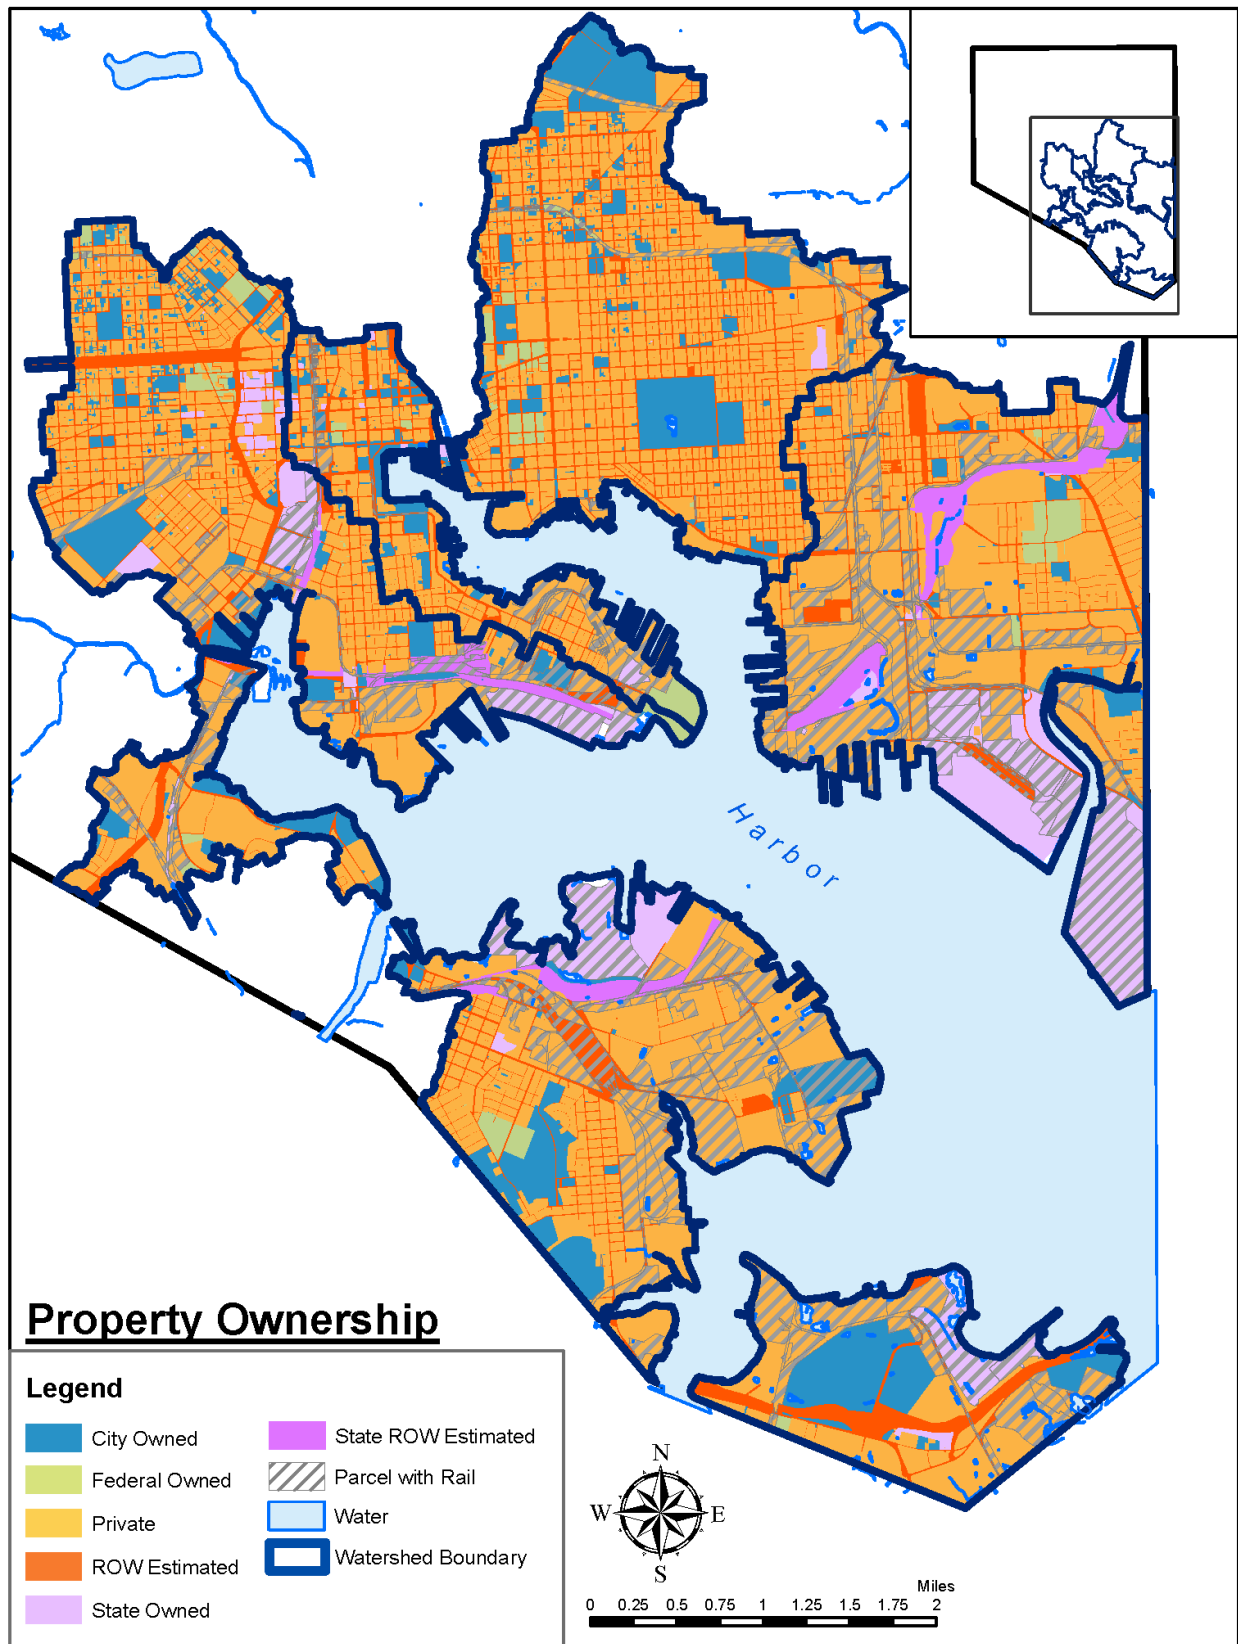 Harbor
Property Ownership
Legend
City Owned
Federal Owned
Private
ROW Estimated
State Owned
State ROW Estimated
Parcel with Rail
Water
Watershed Boundary
N
W E
S
Miles
0 0.25 0.5 0.75 1 1.25 1.5 1.75 2